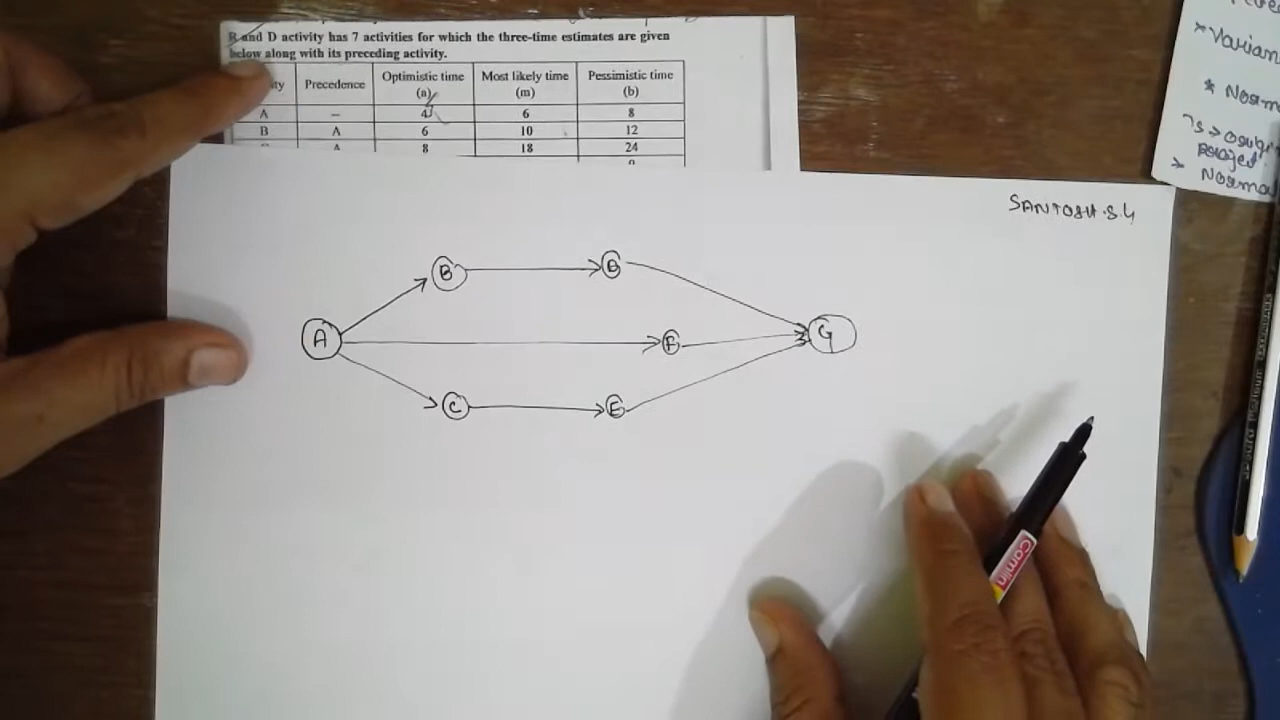 R and D activity has 7 activities for which the three-time estimates are given
below along with its preceding activity.
Precedence Optimistic time (a) Most likely time (m) Pessimistic time (b)
A – 4 6 8
B A 6 10 12
A 8 18 24
SANTOSH.S.
B
A
F
G
C E
* Varian
* Norm
* Norma
Camlin